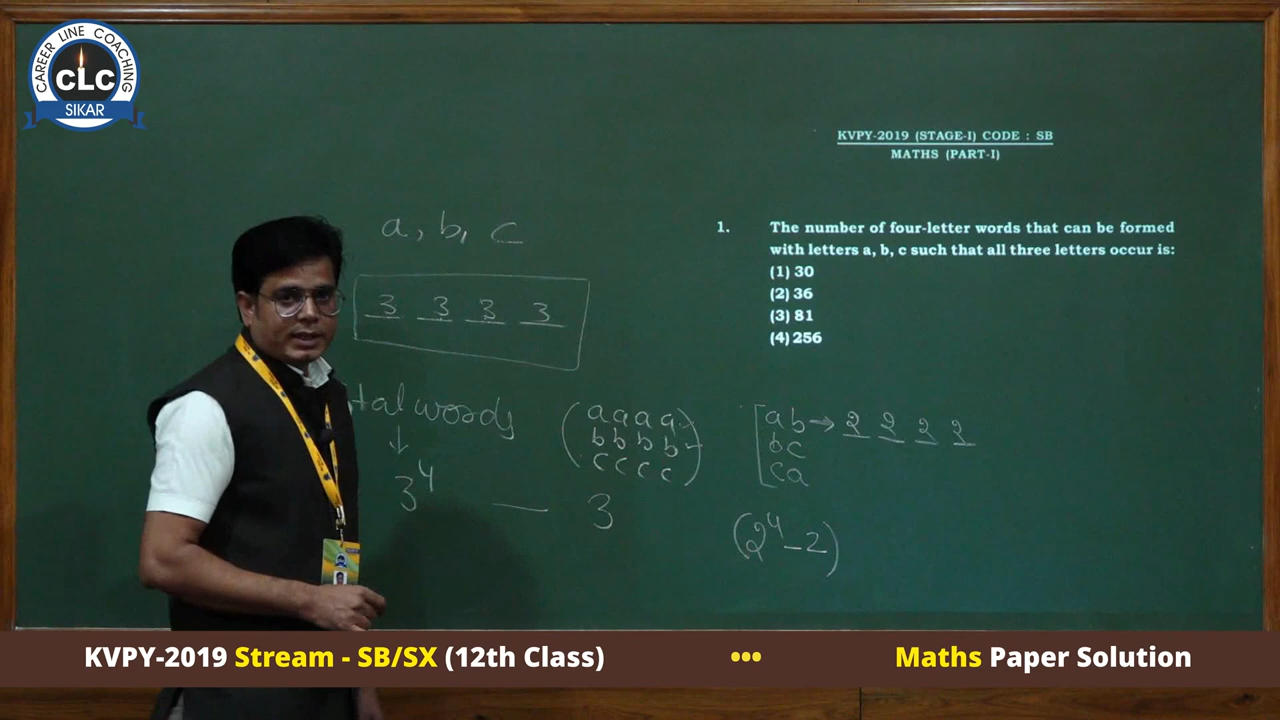 CAREER LINE COACHING
CLC
SIKAR
KVPY-2019 (STAGE-I) CODE : SB
MATHS (PART-I)
1. The number of four-letter words that can be formed
with letters a, b, c such that all three letters occur is:
(1) 30
(2) 36
(3) 81
(4) 256
a, b, c
3 3 3 3
tal words
↓
3⁴ — 3
(a a a a
b b b b
c c c c)
[ab → 2 2 2 2
bc
ca
(2⁴ - 2)
KVPY-2019 Stream - SB/SX (12th Class) ••• Maths Paper Solution